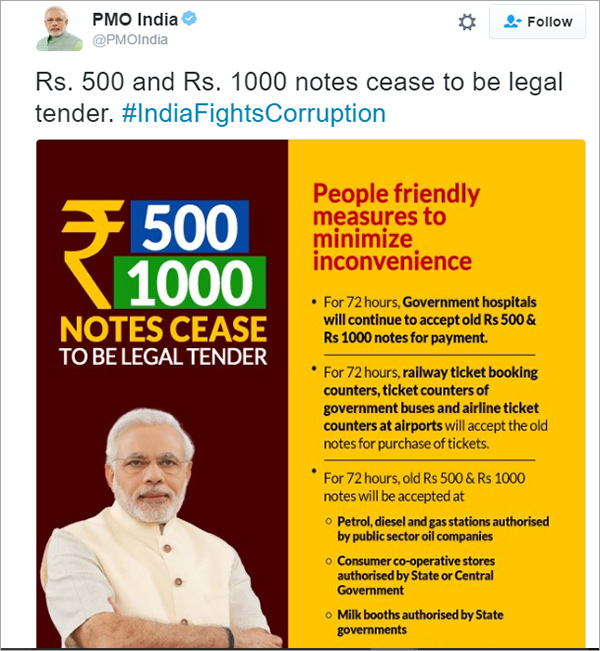 PMO India
@PMOIndia
Follow
Rs. 500 and Rs. 1000 notes cease to be legal
tender. #IndiaFightsCorruption
₹ 500
1000
NOTES CEASE
TO BE LEGAL TENDER
People friendly
measures to
minimize
inconvenience
• For 72 hours, Government hospitals
will continue to accept old Rs 500 &
Rs 1000 notes for payment.
• For 72 hours, railway ticket booking
counters, ticket counters of
government buses and airline ticket
counters at airports will accept the old
notes for purchase of tickets.
• For 72 hours, old Rs 500 & Rs 1000
notes will be accepted at
○ Petrol, diesel and gas stations authorised
by public sector oil companies
○ Consumer co-operative stores
authorised by State or Central
Government
○ Milk booths authorised by State
governments